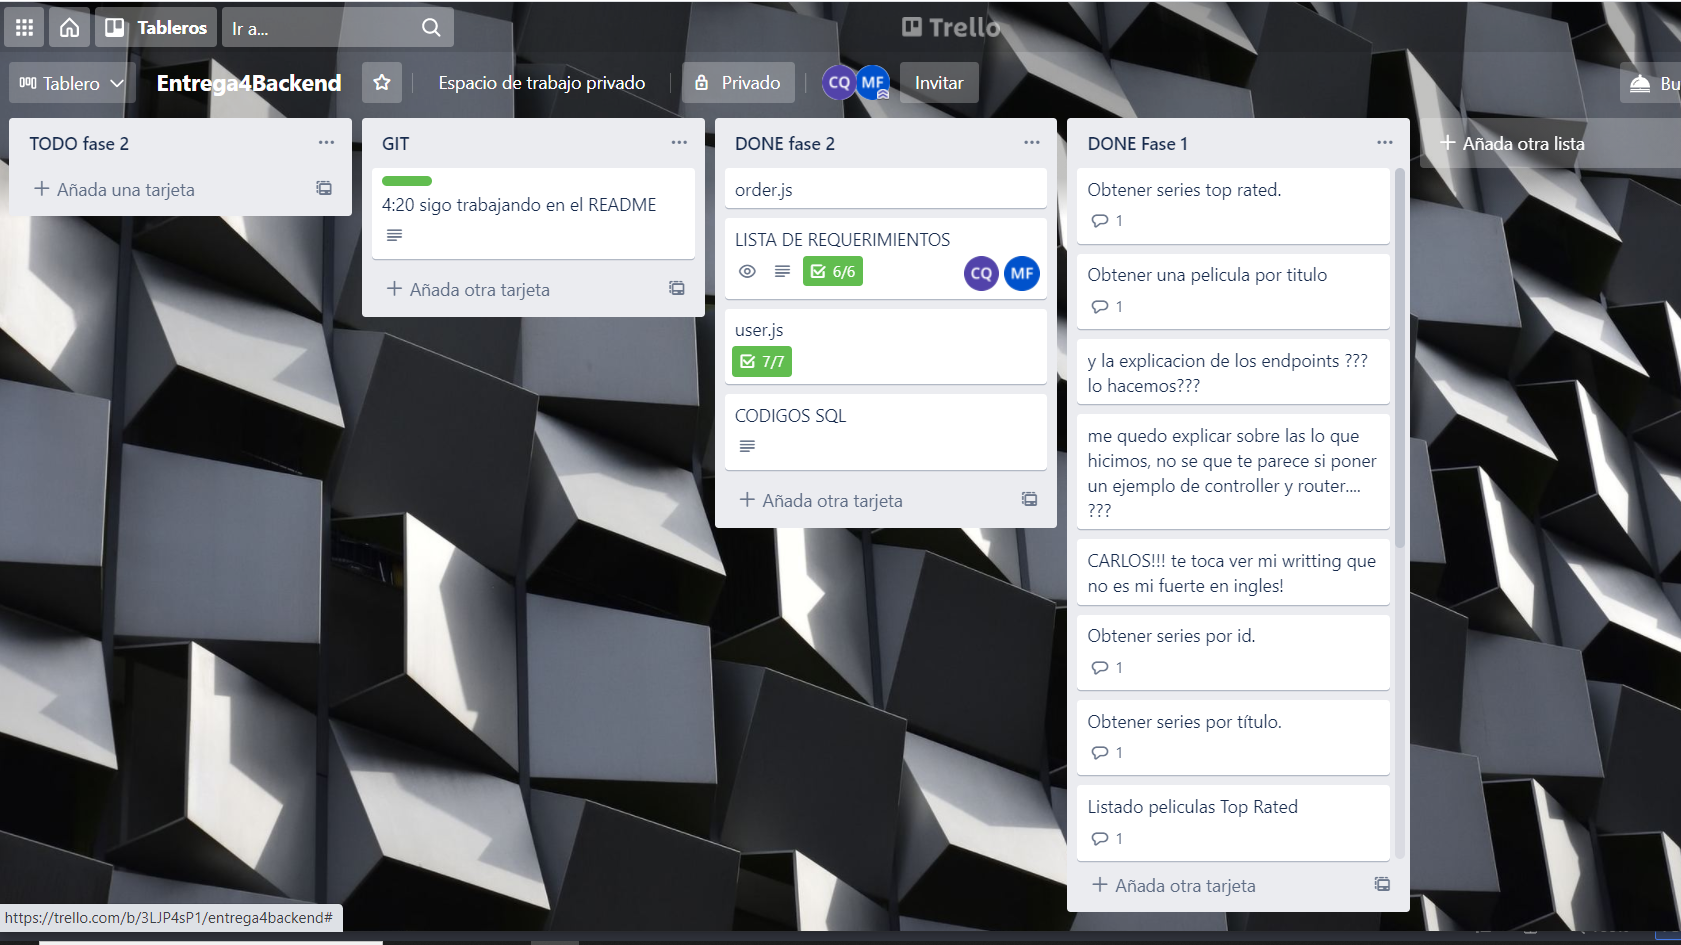 Tableros
Ir a...
Trello
Tablero
Entrega4Backend
Espacio de trabajo privado
Privado
CQ
MF
Invitar
Bu
TODO fase 2
Añada una tarjeta
GIT
4:20 sigo trabajando en el README
Añada otra tarjeta
DONE fase 2
order.js
LISTA DE REQUERIMIENTOS
6/6
CQ
MF
user.js
7/7
CODIGOS SQL
Añada otra tarjeta
DONE Fase 1
Obtener series top rated.
1
Obtener una pelicula por titulo
1
y la explicacion de los endpoints ???
lo hacemos???
me quedo explicar sobre las lo que
hicimos, no se que te parece si poner
un ejemplo de controller y router....
???
CARLOS!!! te toca ver mi writting que
no es mi fuerte en ingles!
Obtener series por id.
1
Obtener series por título.
1
Listado peliculas Top Rated
1
Añada otra tarjeta
Añada otra lista
https://trello.com/b/3LJP4sP1/entrega4backend#